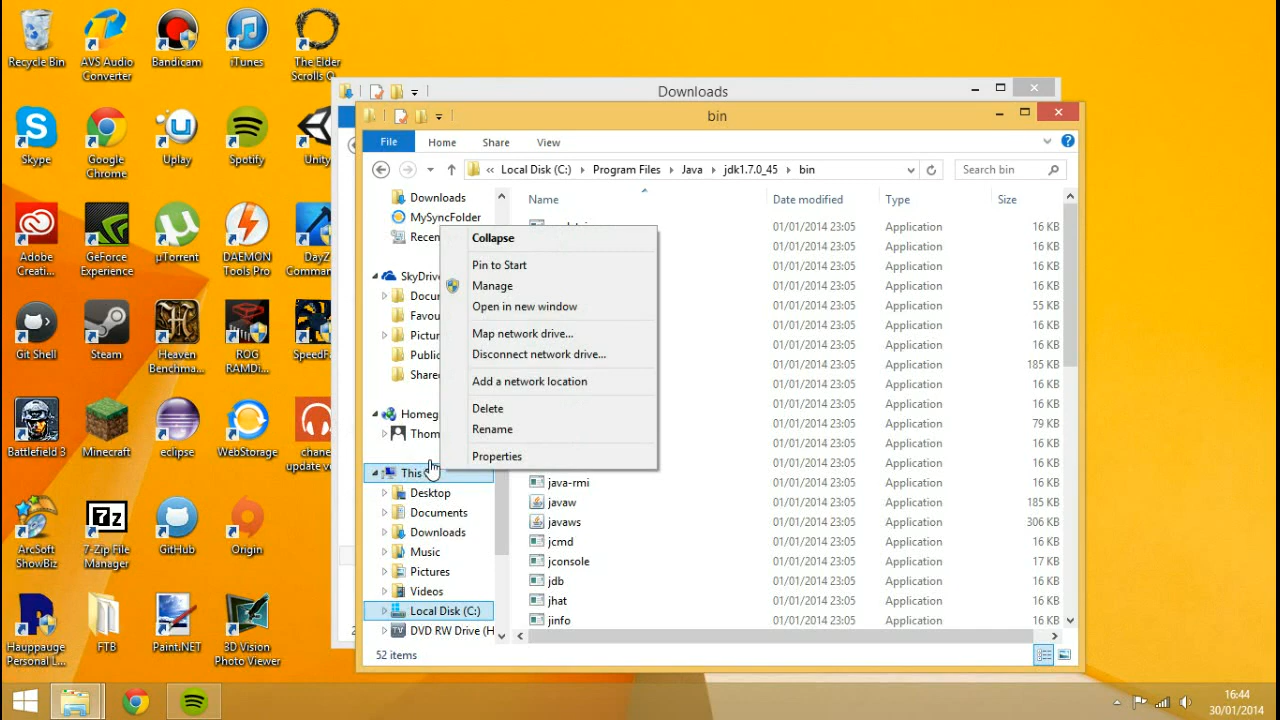 Recycle Bin
AVS Audio
Converter
Bandicam
iTunes
The Elder
Scrolls O...
Skype
Google
Chrome
Uplay
Spotify
Unity
Adobe
Creati...
GeForce
Experience
µTorrent
DAEMON
Tools Pro
DayZ
Comman
Git Shell
Steam
Heaven
Benchma...
ROG
RAMDi...
SpeedF
Battlefield 3
Minecraft
eclipse
WebStorage
chan
update v
ArcSoft
ShowBiz
7-Zip File
Manager
GitHub
Origin
Hauppauge
Personal L...
FTB
Paint.NET
3D Vision
Photo Viewer
Downloads
bin
File
Home
Share
View
« Local Disk (C:)
Program Files
Java
jdk1.7.0_45
bin
Search bin
Name
Date modified
Type
Size
Downloads
MySyncFolder
Recen
SkyDrive
Docu
Favou
Pictur
Public
Share
Homeg
Thom
This
Desktop
Documents
Downloads
Music
Pictures
Videos
Local Disk (C:)
DVD RW Drive (H
Collapse
Pin to Start
Manage
Open in new window
Map network drive...
Disconnect network drive...
Add a network location
Delete
Rename
Properties
01/01/2014 23:05 Application 16 KB
01/01/2014 23:05 Application 16 KB
01/01/2014 23:05 Application 16 KB
01/01/2014 23:05 Application 16 KB
01/01/2014 23:05 Application 55 KB
01/01/2014 23:05 Application 16 KB
01/01/2014 23:05 Application 16 KB
01/01/2014 23:05 Application 185 KB
01/01/2014 23:05 Application 16 KB
01/01/2014 23:05 Application 16 KB
01/01/2014 23:05 Application 79 KB
01/01/2014 23:05 Application 16 KB
01/01/2014 23:05 Application 16 KB
java-rmi 01/01/2014 23:05 Application 16 KB
javaw 01/01/2014 23:05 Application 185 KB
javaws 01/01/2014 23:05 Application 306 KB
jcmd 01/01/2014 23:05 Application 16 KB
jconsole 01/01/2014 23:05 Application 17 KB
jdb 01/01/2014 23:05 Application 16 KB
jhat 01/01/2014 23:05 Application 16 KB
jinfo 01/01/2014 23:05 Application 16 KB
52 items
16:44
30/01/2014